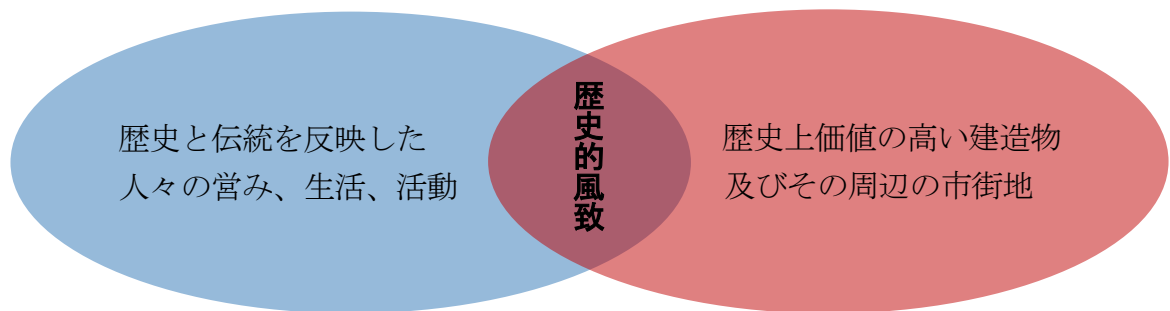 歴史と伝統を反映した
人々の営み、生活、活動
歴史的風致
歴史上価値の高い建造物
及びその周辺の市街地